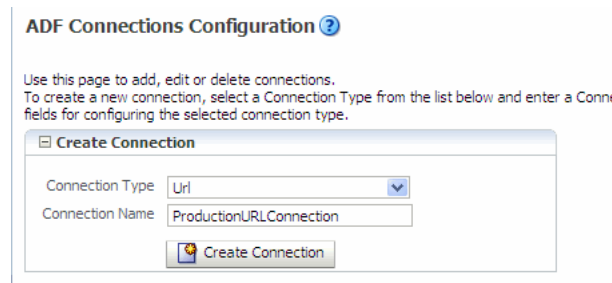 ADF Connections Configuration
Use this page to add, edit or delete connections.
To create a new connection, select a Connection Type from the list below and enter a
fields for configuring the selected connection type.
Create Connection
Connection Type Url
Connection Name ProductionURLConnection
Create Connection